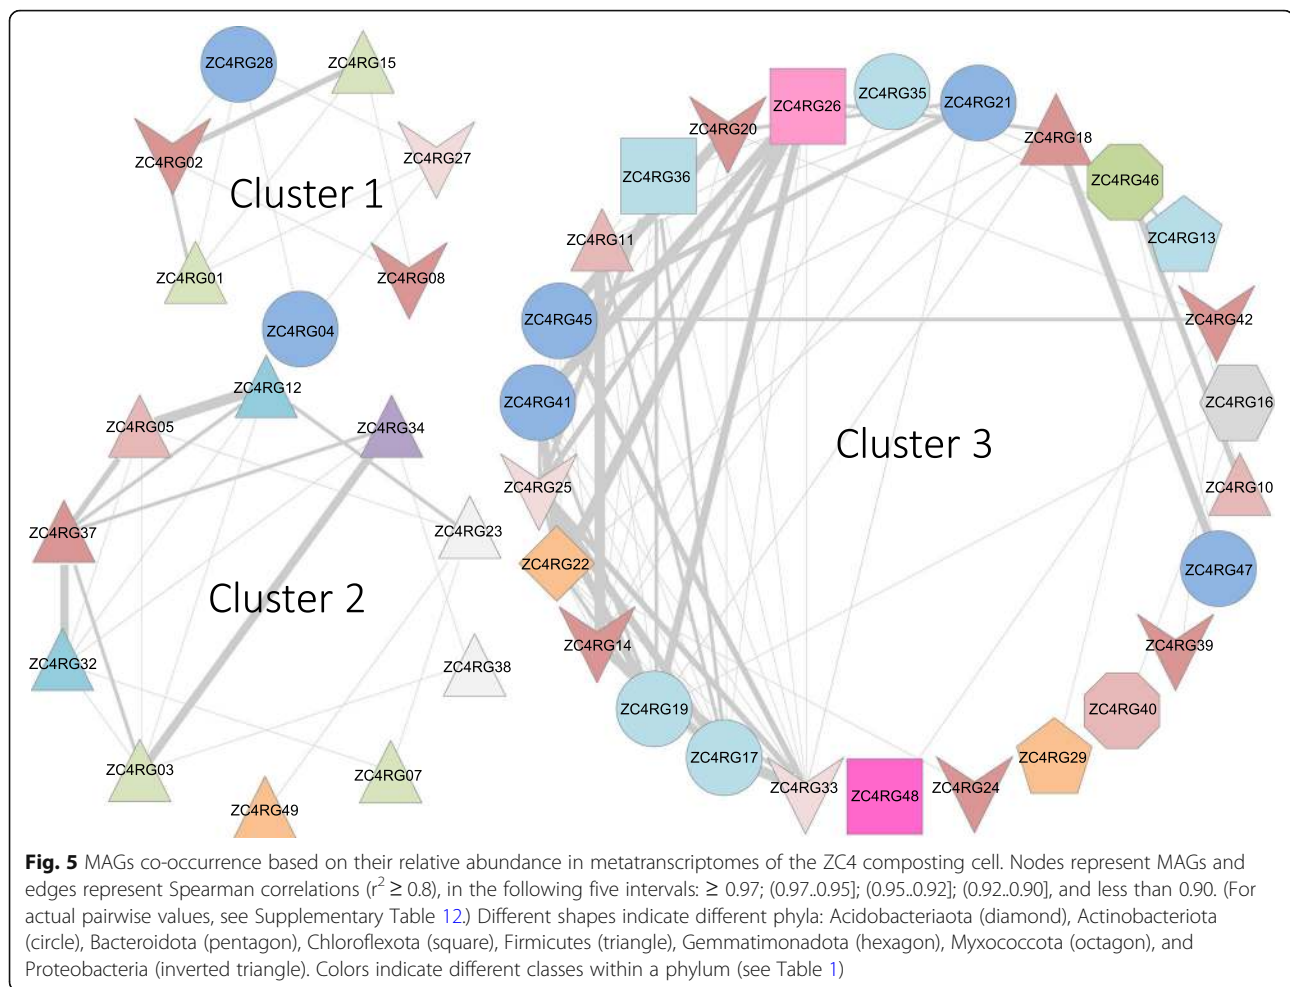 ZC4RG28
ZC4RG15
ZC4RG02
ZC4RG27
Cluster 1
ZC4RG01
ZC4RG08
ZC4RG04
ZC4RG12
ZC4RG05
ZC4RG34
ZC4RG37
ZC4RG23
Cluster 2
ZC4RG32
ZC4RG38
ZC4RG03
ZC4RG07
ZC4RG49
ZC4RG26
ZC4RG35
ZC4RG21
ZC4RG20
ZC4RG18
ZC4RG36
ZC4RG46
ZC4RG11
ZC4RG13
ZC4RG45
ZC4RG42
ZC4RG41
ZC4RG16
Cluster 3
ZC4RG25
ZC4RG10
ZC4RG22
ZC4RG47
ZC4RG14
ZC4RG39
ZC4RG19
ZC4RG40
ZC4RG17
ZC4RG29
ZC4RG33
ZC4RG48
ZC4RG24
Fig. 5 MAGs co-occurrence based on their relative abundance in metatranscriptomes of the ZC4 composting cell. Nodes represent MAGs and
edges represent Spearman correlations (r² ≥ 0.8), in the following five intervals: ≥ 0.97; (0.97..0.95]; (0.95..0.92]; (0.92..0.90], and less than 0.90. (For
actual pairwise values, see Supplementary Table 12.) Different shapes indicate different phyla: Acidobacteriaota (diamond), Actinobacteriota
(circle), Bacteroidota (pentagon), Chloroflexota (square), Firmicutes (triangle), Gemmatimonadota (hexagon), Myxococcota (octagon), and
Proteobacteria (inverted triangle). Colors indicate different classes within a phylum (see Table 1)